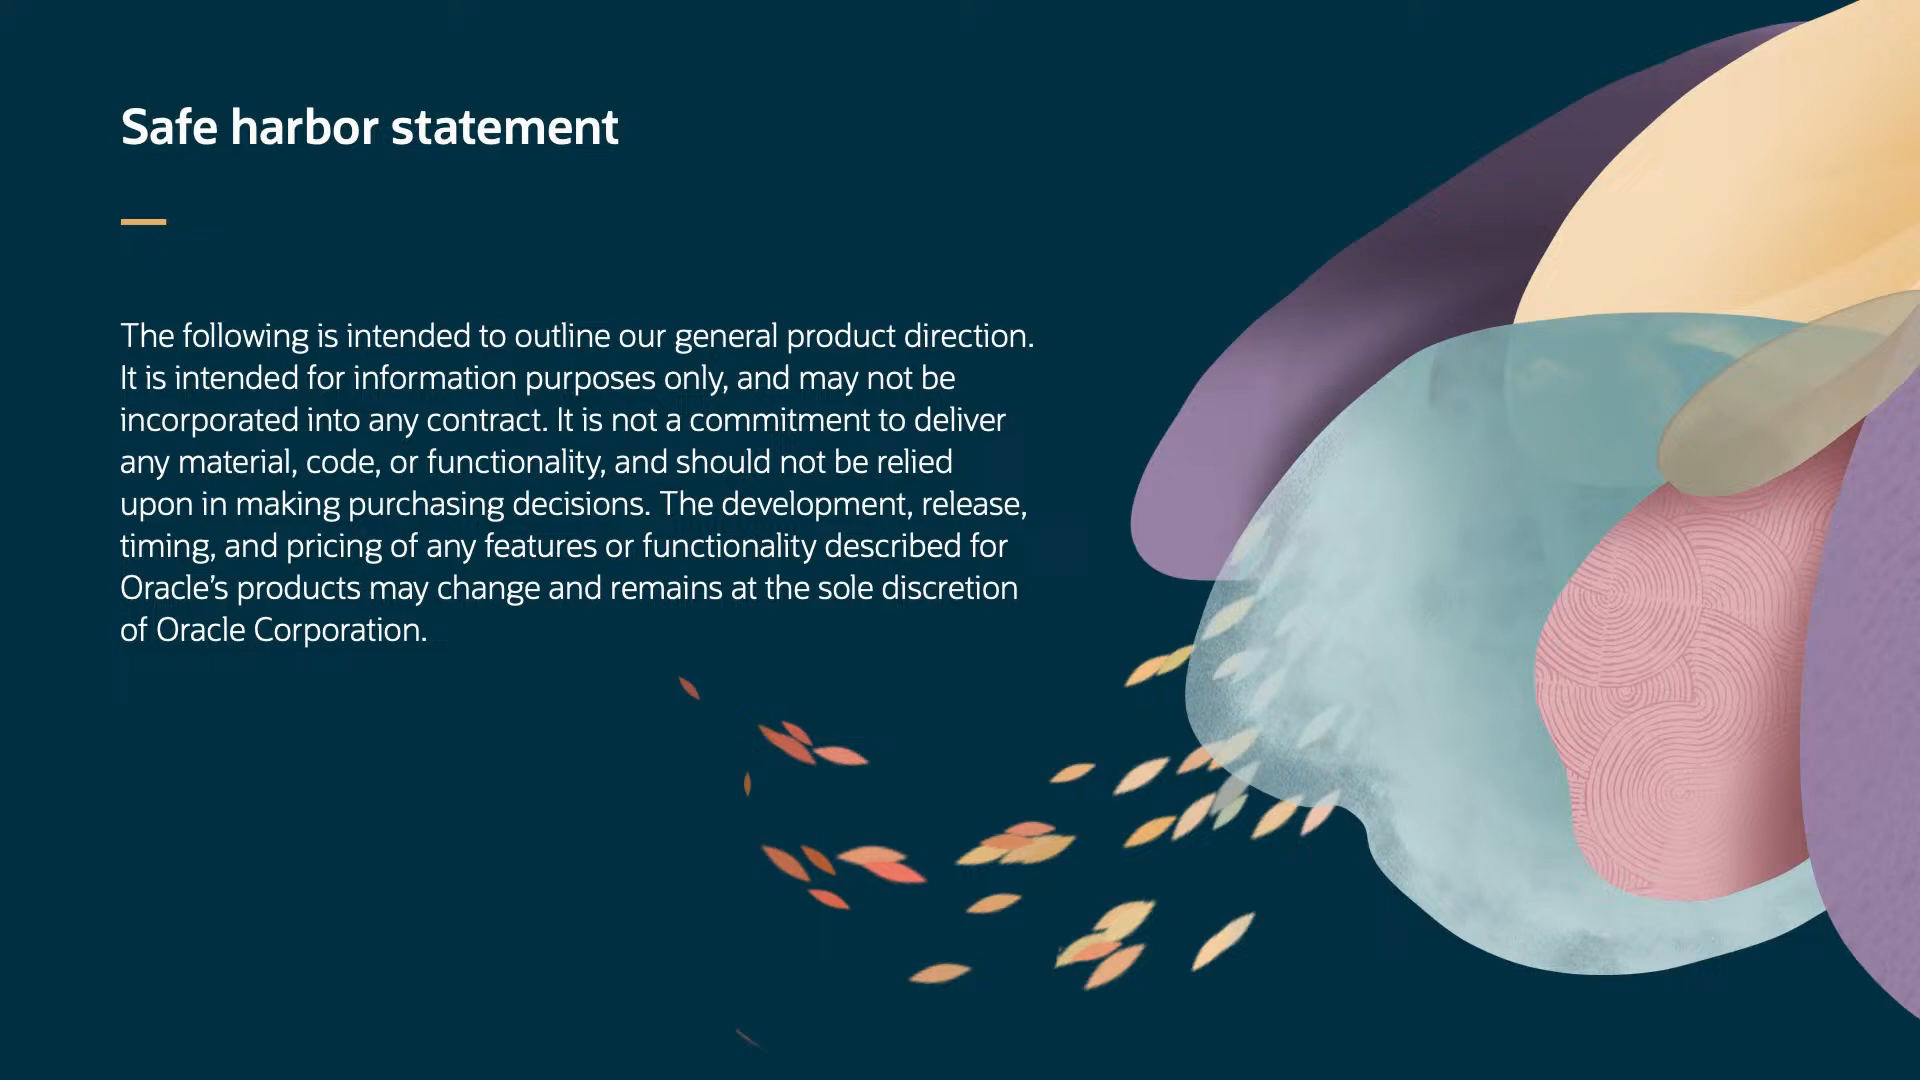 Safe harbor statement
The following is intended to outline our general product direction.
It is intended for information purposes only, and may not be
incorporated into any contract. It is not a commitment to deliver
any material, code, or functionality, and should not be relied
upon in making purchasing decisions. The development, release,
timing, and pricing of any features or functionality described for
Oracle’s products may change and remains at the sole discretion
of Oracle Corporation.